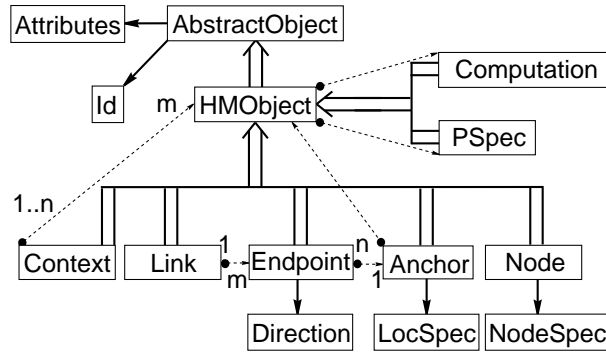 Attributes AbstractObject
Computation
Id m HMObject
PSpec
1..n
1 n
Context Link Endpoint Anchor Node
m 1
Direction LocSpec NodeSpec